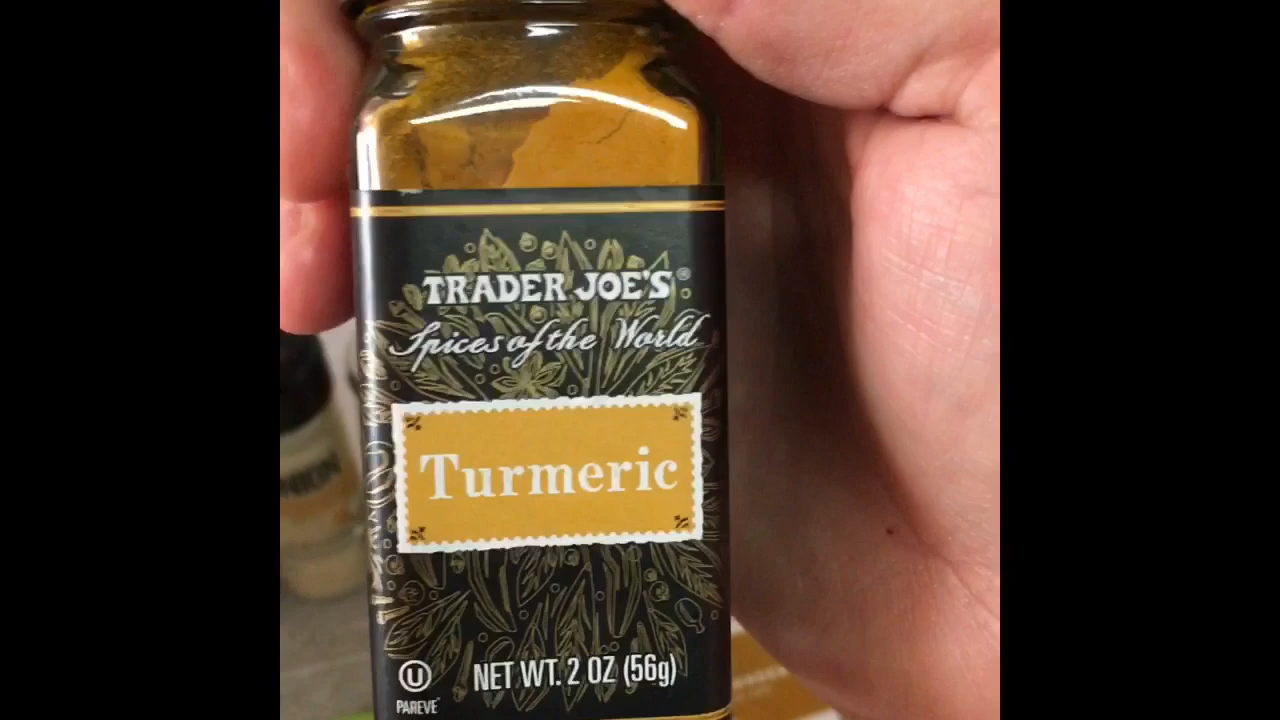 TRADER JOE'S®
Spices of the World
Turmeric
NET WT. 2 OZ (56g)
U
PAREVE